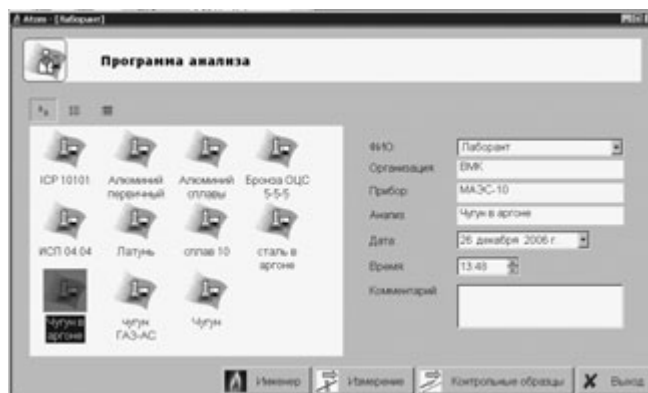 Атом - [Лаборант]
Программа анализа
ICP 10101
Алюминий первичный
Алюминий сплавы
Бронза ОЦС 5-5-5
ИСП 04.04
Латунь
сплав 10
сталь в аргоне
Чугун в аргоне
чугун ГАЗ-АС
Чугун
ФИО:
Лаборант
Организация:
ВМК
Прибор:
МАЭС-10
Анализ:
Чугун в аргоне
Дата:
26 декабря 2006 г.
Время:
13:48
Комментарий:
Инженер
Измерение
Контрольные образцы
Выход